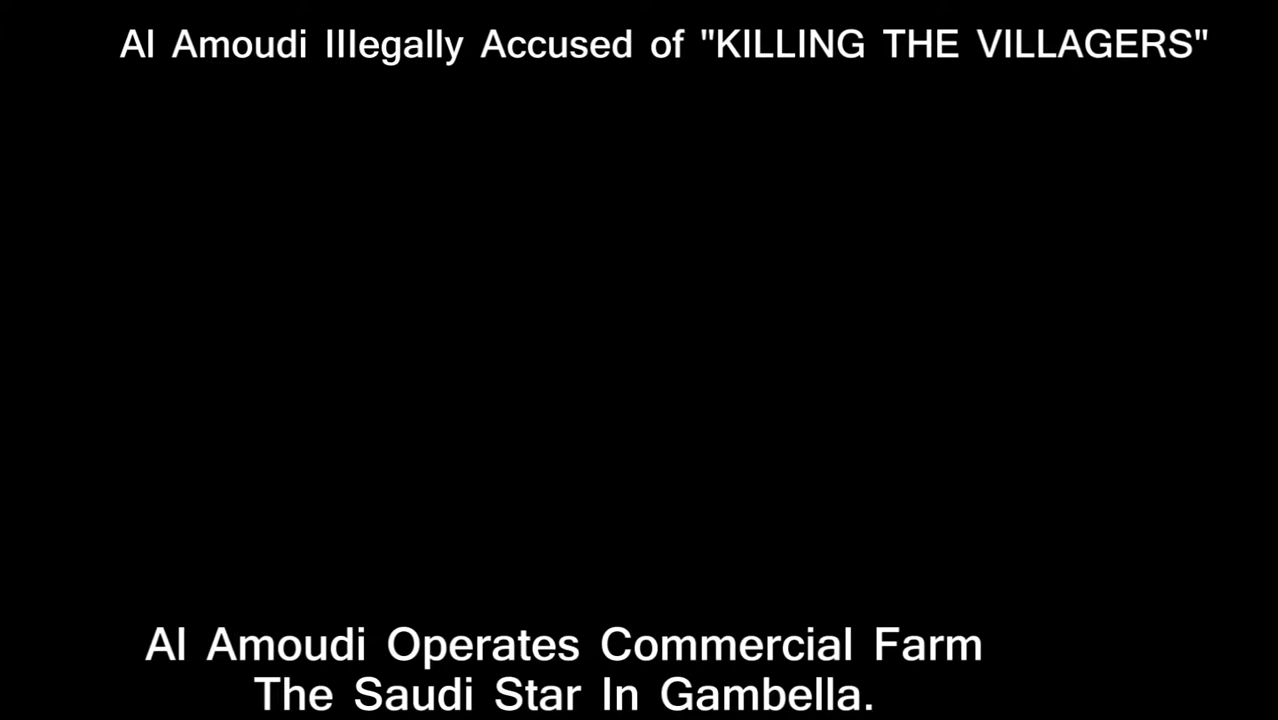 Al Amoudi Illegally Accused of "KILLING THE VILLAGERS"
Al Amoudi Operates Commercial Farm
The Saudi Star In Gambella.